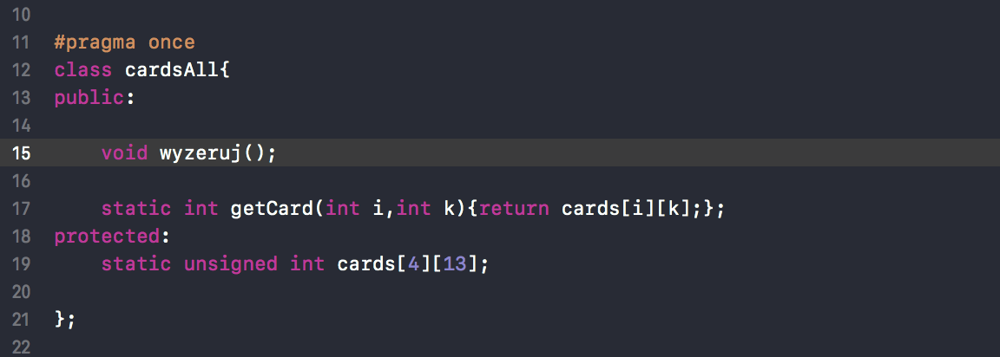 10
11 #pragma once
12 class cardsAll{
13 public:
14
15 void wyzeruj();
16
17 static int getCard(int i,int k){return cards[i][k];};
18 protected:
19 static unsigned int cards[4][13];
20
21 };
22